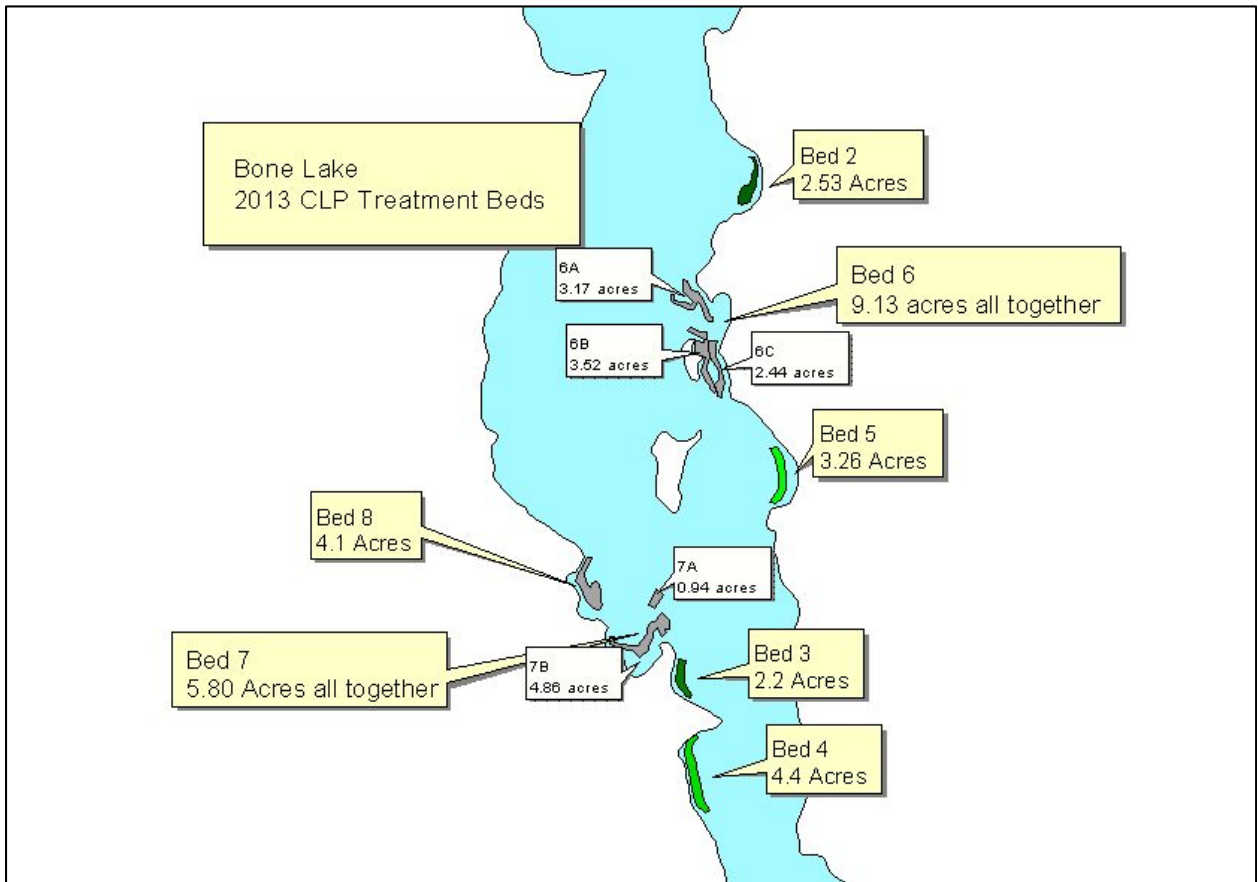 Bone Lake
2013 CLP Treatment Beds
Bed 2
2.53 Acres
6A
3.17 acres
Bed 6
9.13 acres all together
6B
3.52 acres
6C
2.44 acres
Bed 5
3.26 Acres
Bed 8
4.1 Acres
7A
0.94 acres
Bed 7
5.80 Acres all together
7B
4.86 acres
Bed 3
2.2 Acres
Bed 4
4.4 Acres